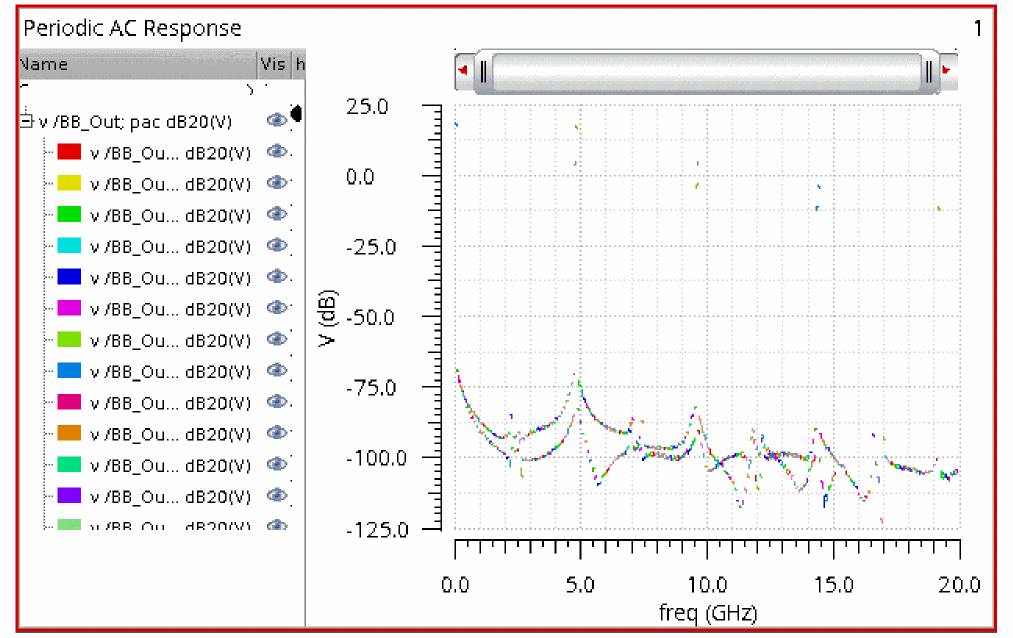 Periodic AC Response 1
Name Vis h
v /BB_Out; pac dB20(V)
v /BB_Ou... dB20(V)
v /BB_Ou... dB20(V)
v /BB_Ou... dB20(V)
v /BB_Ou... dB20(V)
v /BB_Ou... dB20(V)
v /BB_Ou... dB20(V)
v /BB_Ou... dB20(V)
v /BB_Ou... dB20(V)
v /BB_Ou... dB20(V)
v /BB_Ou... dB20(V)
v /BB_Ou... dB20(V)
v /BB_Ou... dB20(V)
v /BB_Ou... dB20(V)
25.0
0.0
-25.0
-50.0
-75.0
-100.0
-125.0
V (dB)
0.0 5.0 10.0 15.0 20.0
freq (GHz)